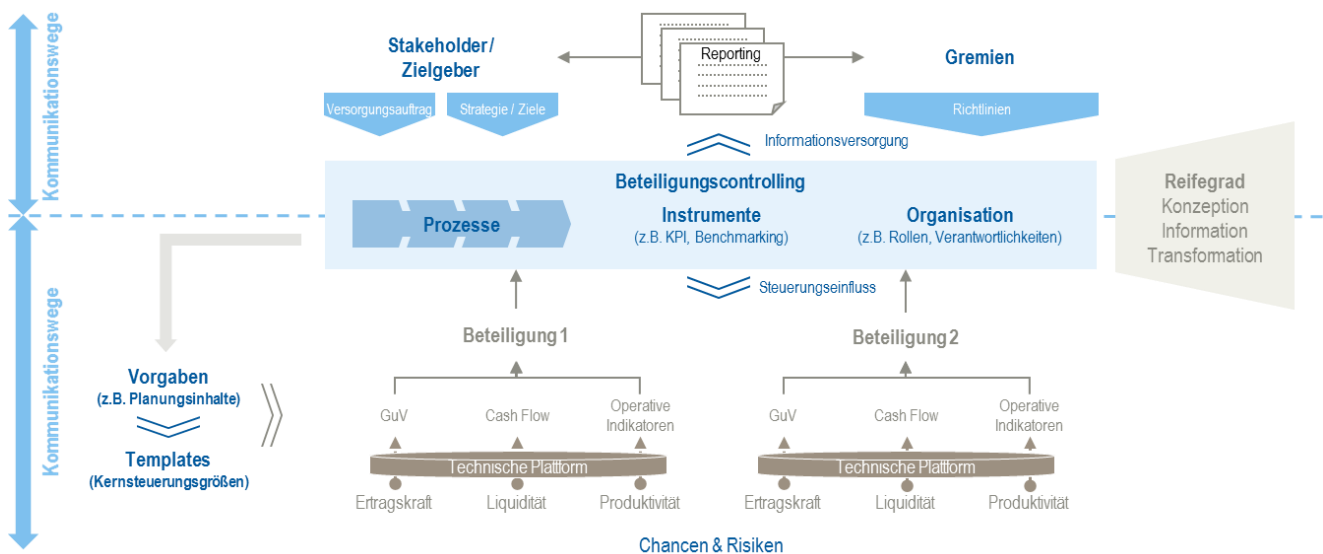 Kommunikationswege
Stakeholder/
Zielgeber
Reporting
Gremien
Versorgungsauftrag
Strategie / Ziele
Richtlinien
Informationsversorgung
Beteiligungscontrolling
Prozesse
Instrumente
(z.B. KPI, Benchmarking)
Organisation
(z.B. Rollen, Verantwortlichkeiten)
Reifegrad
Konzeption
Information
Transformation
Steuerungseinfluss
Kommunikationswege
Vorgaben
(z.B. Planungsinhalte)
Templates
(Kernsteuerungsgrößen)
Beteiligung 1
GuV
Cash Flow
Operative
Indikatoren
Technische Plattform
Ertragskraft
Liquidität
Produktivität
Beteiligung 2
GuV
Cash Flow
Operative
Indikatoren
Technische Plattform
Ertragskraft
Liquidität
Produktivität
Chancen & Risiken